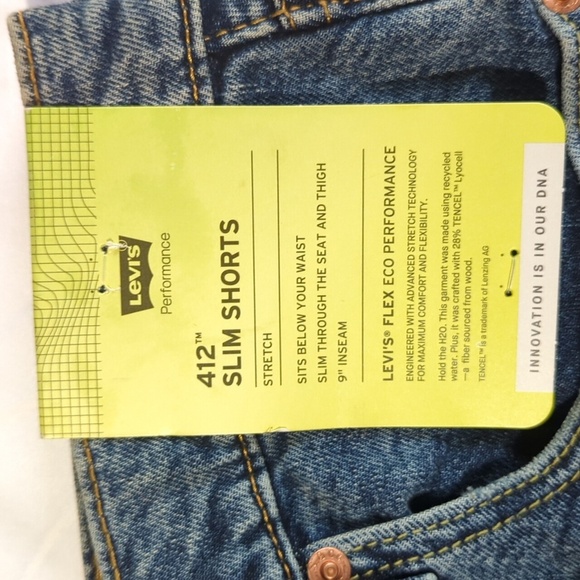 LEVI'S
Performance
412™
SLIM SHORTS
STRETCH
SITS BELOW YOUR WAIST
SLIM THROUGH THE SEAT AND THIGH
9" INSEAM
LEVI'S® FLEX ECO PERFORMANCE
ENGINEERED WITH ADVANCED STRETCH TECHNOLOGY
FOR MAXIMUM COMFORT AND FLEXIBILITY.
Hold the H2O. This garment was made using recycled
water. Plus, it was crafted with 28% TENCEL™ Lyocell
—a fiber sourced from wood.
TENCEL™ is a trademark of Lenzing AG
INNOVATION IS IN OUR DNA